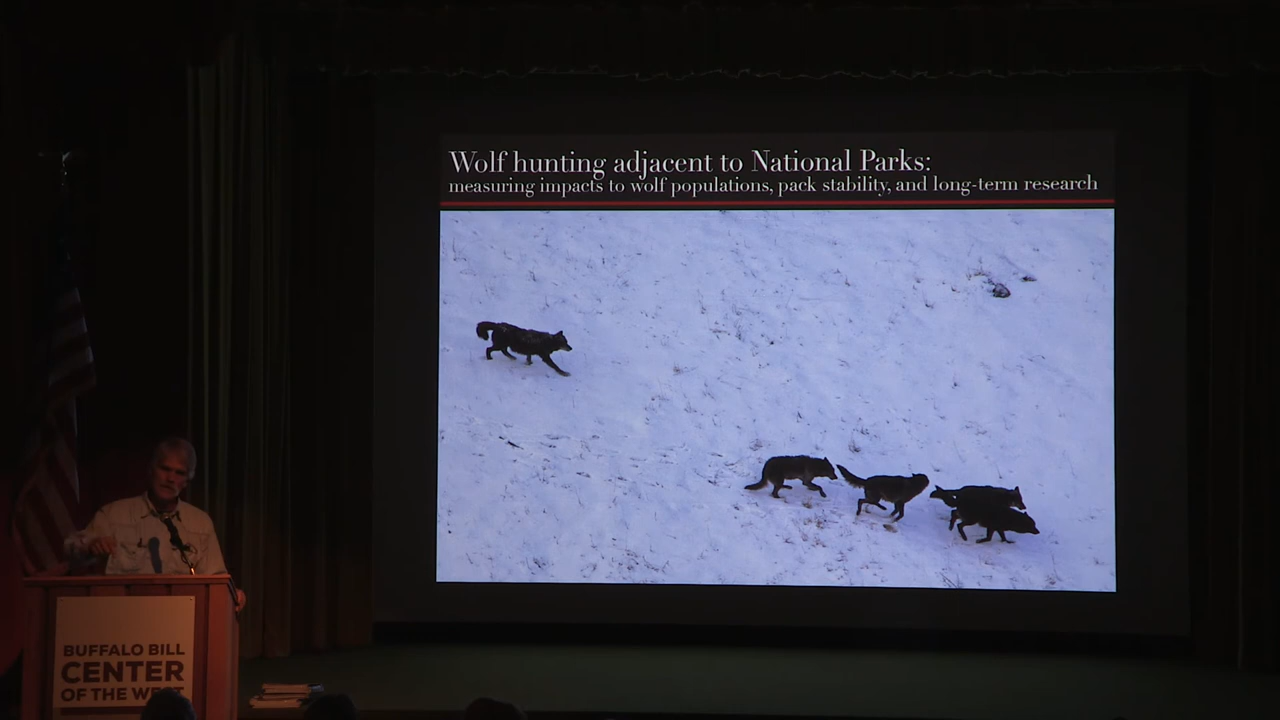 Wolf hunting adjacent to National Parks:
measuring impacts to wolf populations, pack stability, and long-term research
BUFFALO BILL
CENTER
OF THE WEST